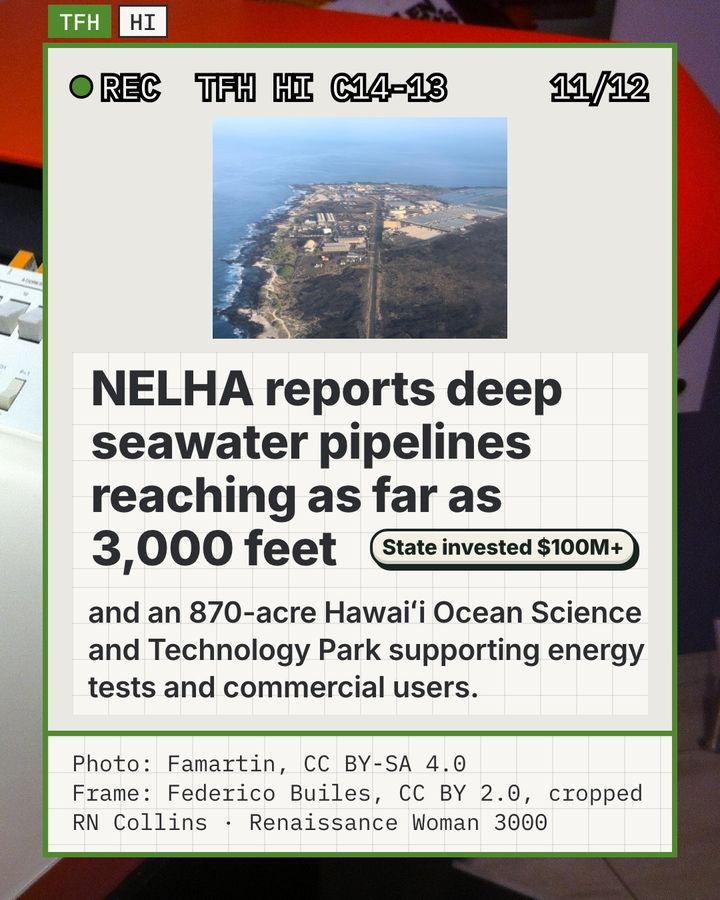 TFH HI
REC TFH HI C14-13 11/12
NELHA reports deep
seawater pipelines
reaching as far as
3,000 feet State invested $100M+
and an 870-acre Hawaiʻi Ocean Science
and Technology Park supporting energy
tests and commercial users.
Photo: Famartin, CC BY-SA 4.0
Frame: Federico Builes, CC BY 2.0, cropped
RN Collins · Renaissance Woman 3000